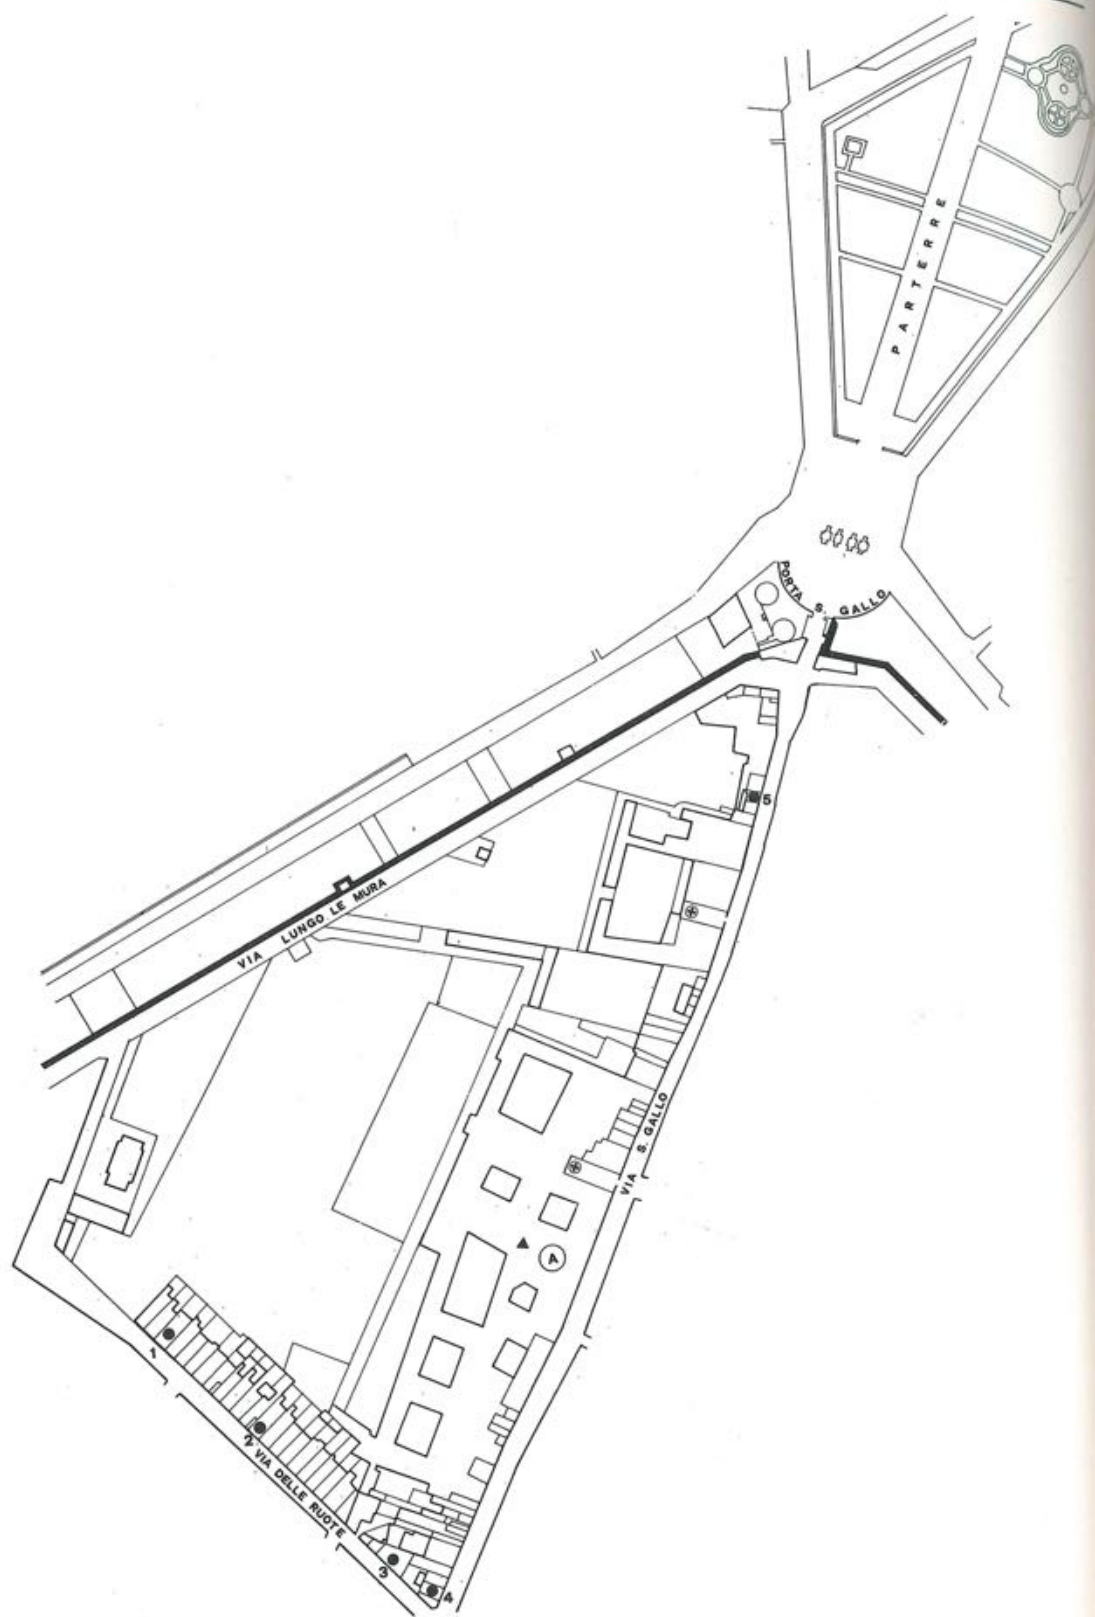 PARTERRE
PORTA S. GALLO
5
VIA LUNGO LE MURA
VIA S. GALLO
A
1
2
VIA DELLE RUOTE
3
4